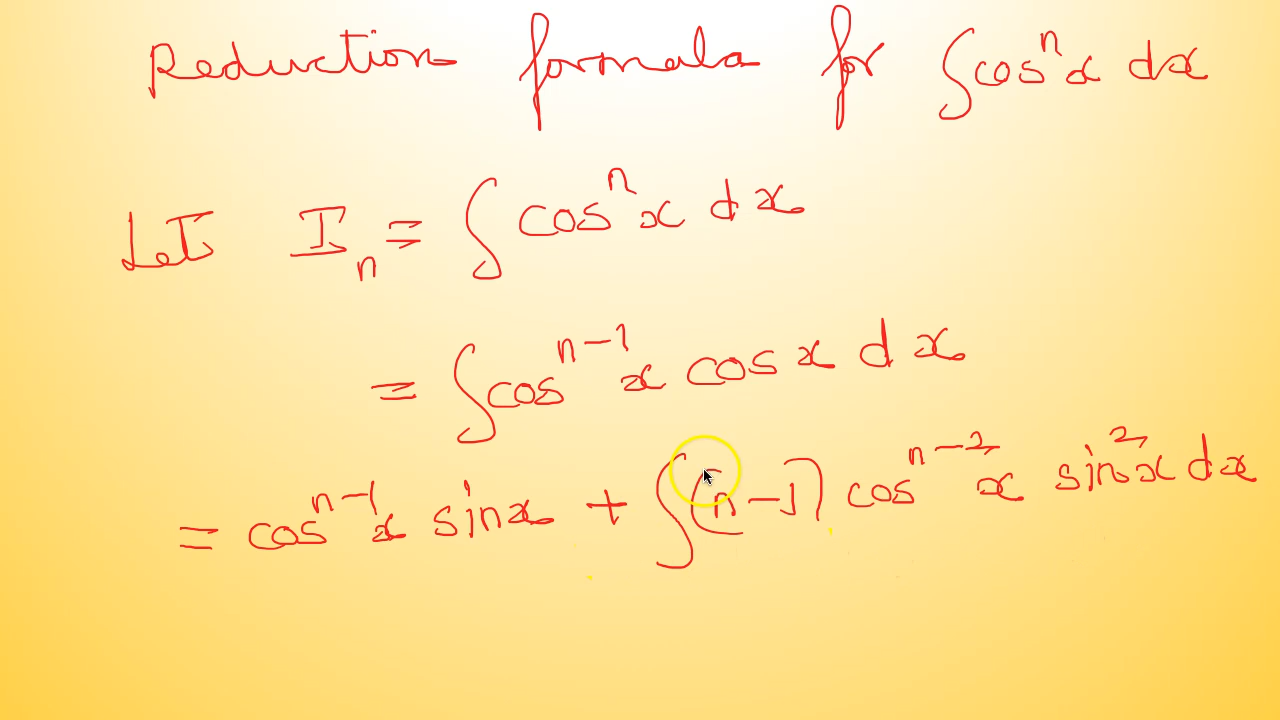 Reduction formula for ∫cosⁿx dx
Let Iₙ = ∫cosⁿx dx
= ∫cosⁿ⁻¹x cosx dx
= cosⁿ⁻¹x sinx + ∫(n-1) cosⁿ⁻²x sin²x dx